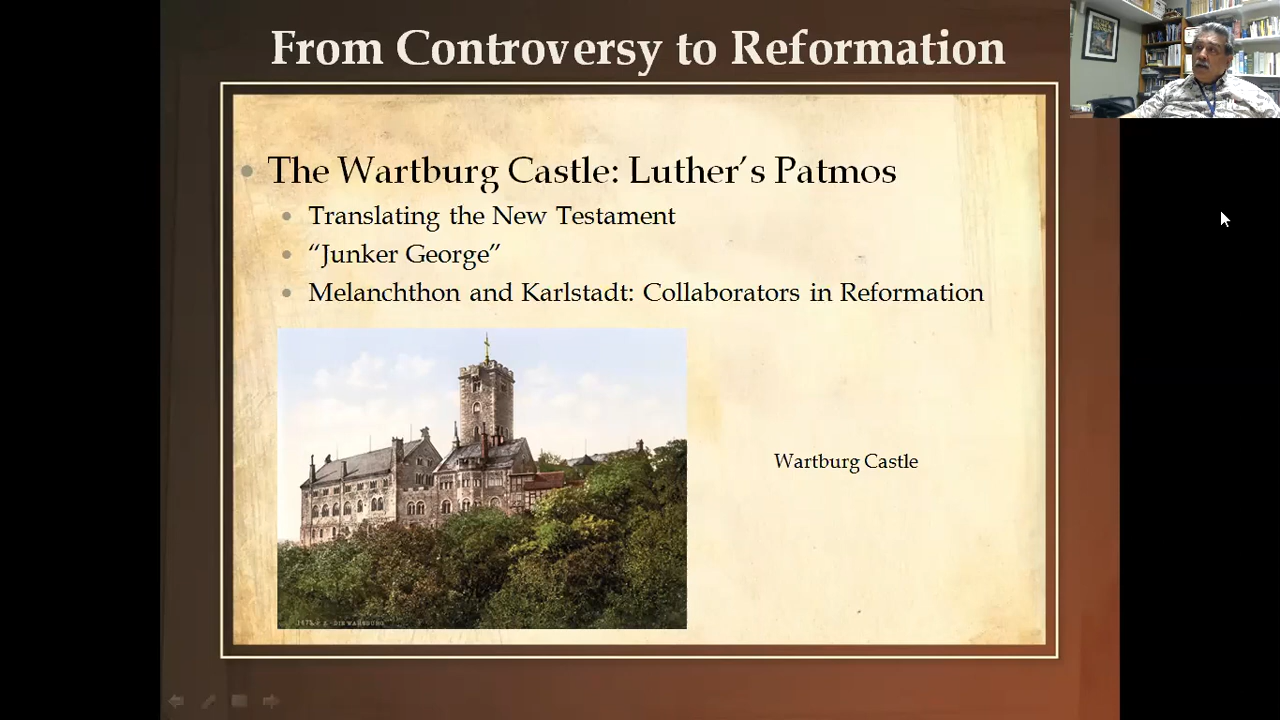 From Controversy to Reformation
The Wartburg Castle: Luther’s Patmos
Translating the New Testament
“Junker George”
Melanchthon and Karlstadt: Collaborators in Reformation
Wartburg Castle